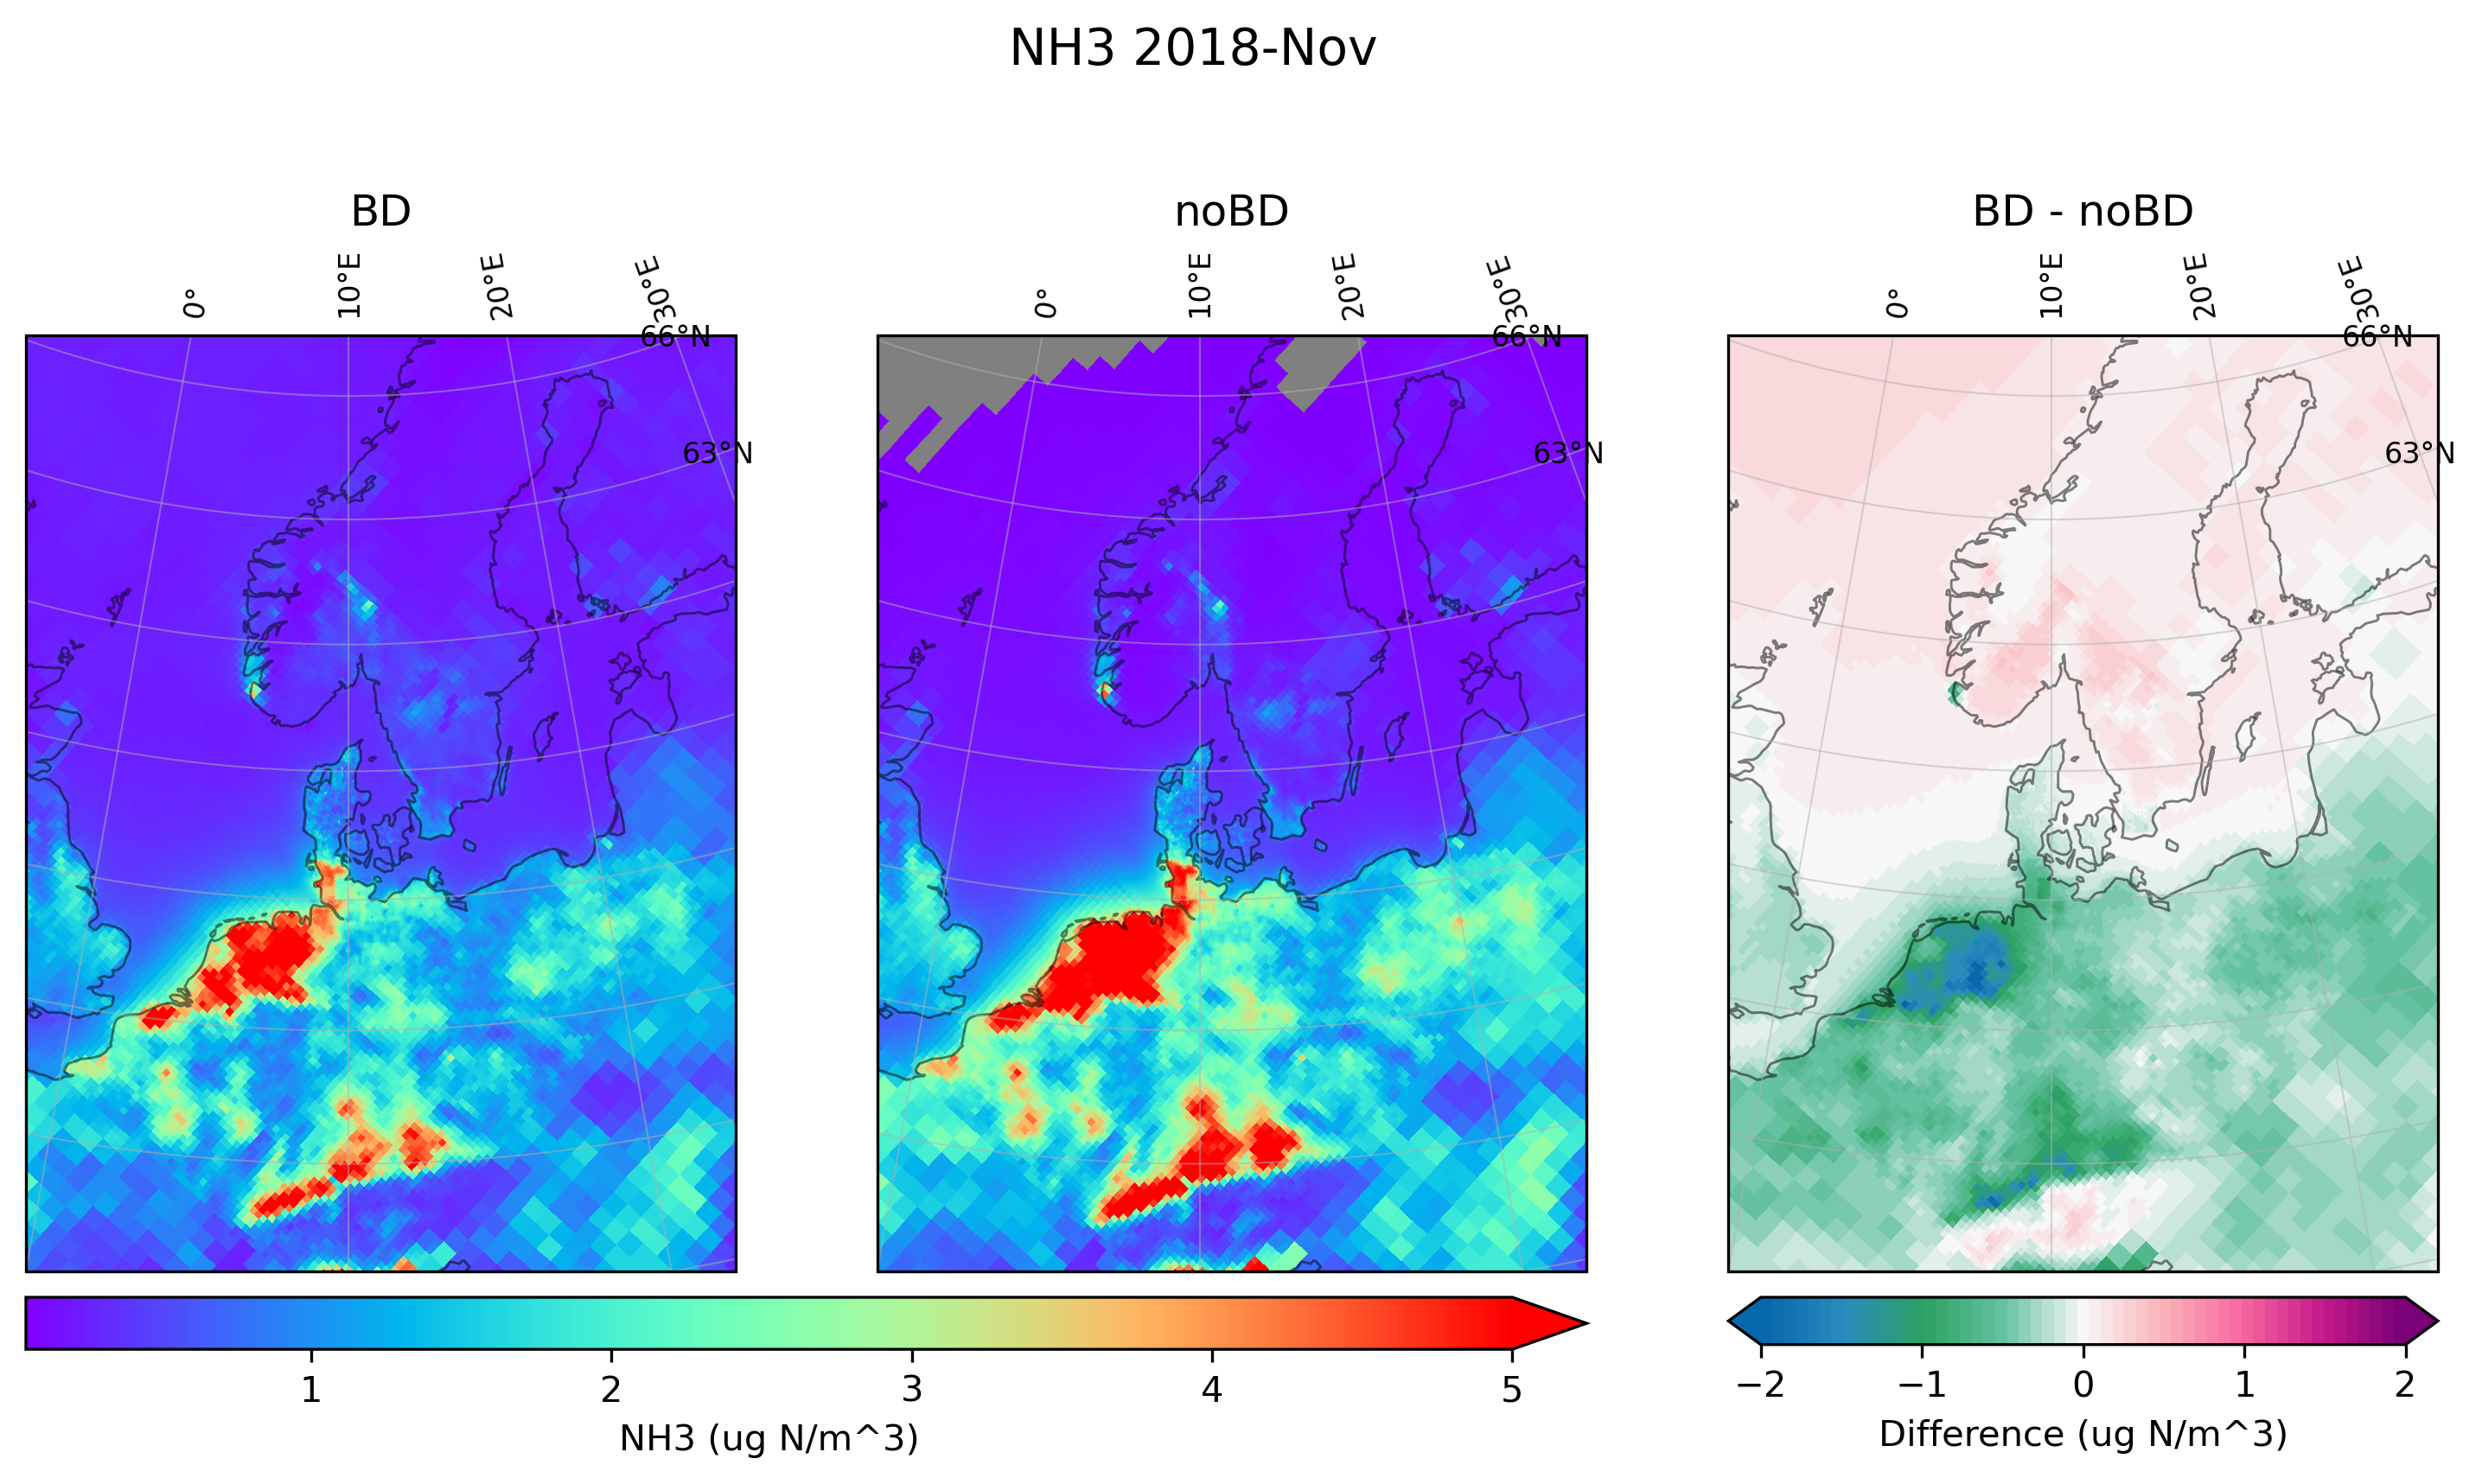 NH3 2018-Nov
BD
noBD
BD - noBD
0° 10°E 20°E 30°E
0° 10°E 20°E 30°E
0° 10°E 20°E 30°E
66°N 66°N 66°N
63°N 63°N 63°N
1 2 3 4 5
NH3 (ug N/m^3)
−2 −1 0 1 2
Difference (ug N/m^3)